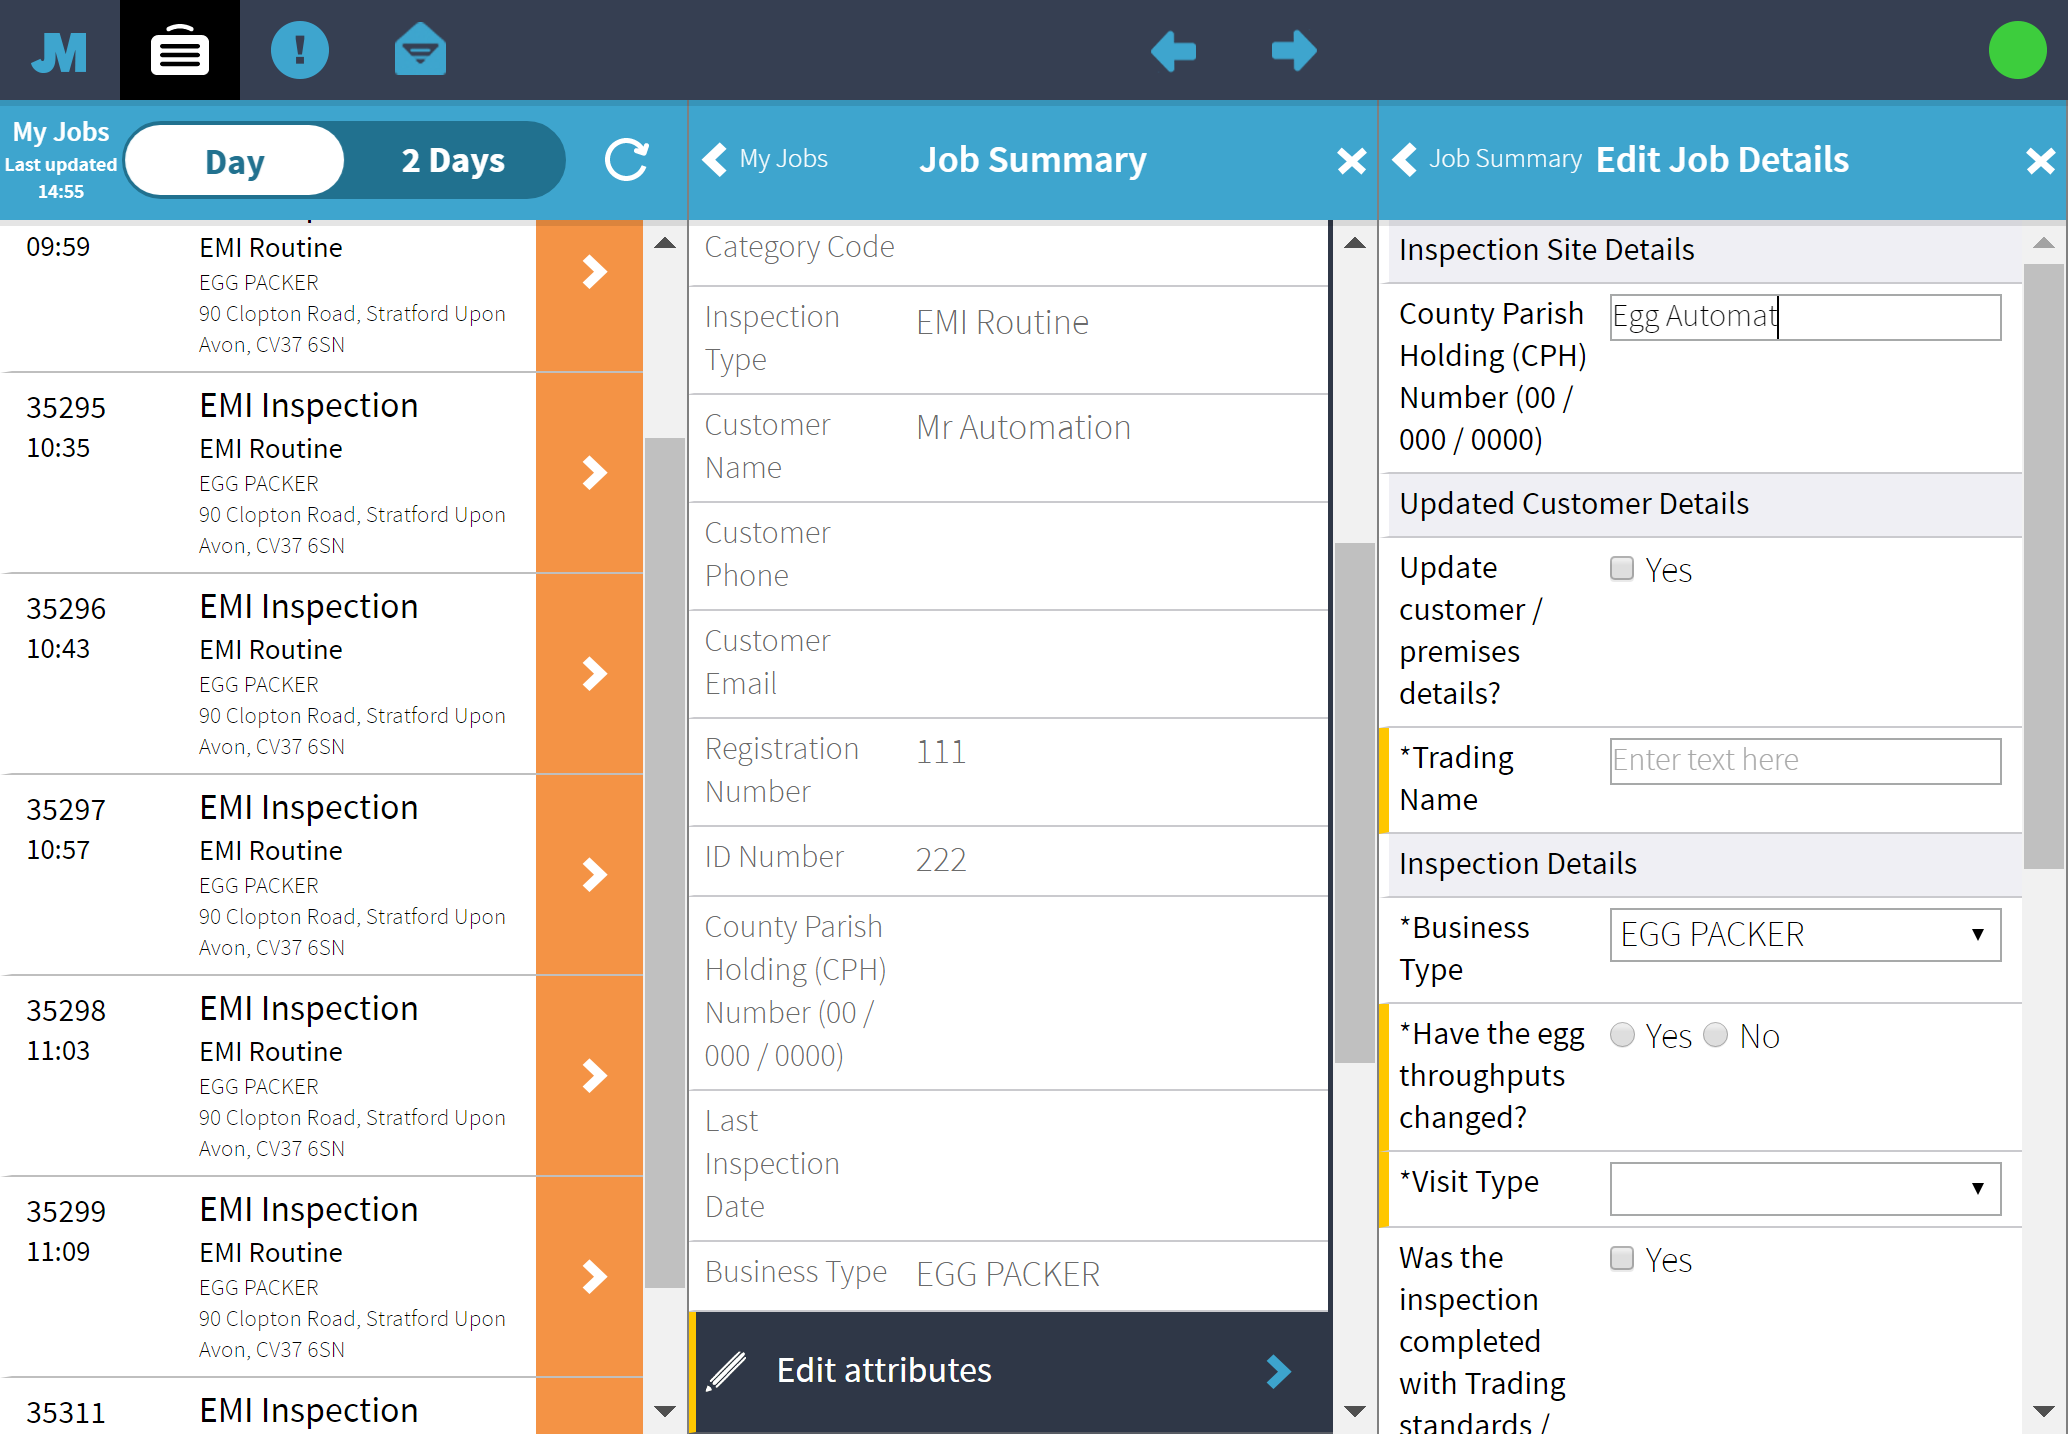 JM
My Jobs
Last updated
14:55
Day
2 Days
My Jobs
Job Summary
Job Summary
Edit Job Details
09:59
EMI Routine
EGG PACKER
90 Clopton Road, Stratford Upon
Avon, CV37 6SN
35295
EMI Inspection
10:35
EMI Routine
EGG PACKER
90 Clopton Road, Stratford Upon
Avon, CV37 6SN
35296
EMI Inspection
10:43
EMI Routine
EGG PACKER
90 Clopton Road, Stratford Upon
Avon, CV37 6SN
35297
EMI Inspection
10:57
EMI Routine
EGG PACKER
90 Clopton Road, Stratford Upon
Avon, CV37 6SN
35298
EMI Inspection
11:03
EMI Routine
EGG PACKER
90 Clopton Road, Stratford Upon
Avon, CV37 6SN
35299
EMI Inspection
11:09
EMI Routine
EGG PACKER
90 Clopton Road, Stratford Upon
Avon, CV37 6SN
35311
EMI Inspection
Category Code
Inspection
Type
EMI Routine
Customer
Name
Mr Automation
Customer
Phone
Customer
Email
Registration
Number
111
ID Number
222
County Parish
Holding (CPH)
Number (00 /
000 / 0000)
Last
Inspection
Date
Business Type
EGG PACKER
Edit attributes
Inspection Site Details
County Parish
Holding (CPH)
Number (00 /
000 / 0000)
Egg Automat
Updated Customer Details
Update
customer /
premises
details?
Yes
*Trading
Name
Enter text here
Inspection Details
*Business
Type
EGG PACKER
*Have the egg
throughputs
changed?
Yes No
*Visit Type
Was the
inspection
completed
with Trading
standards /
Yes